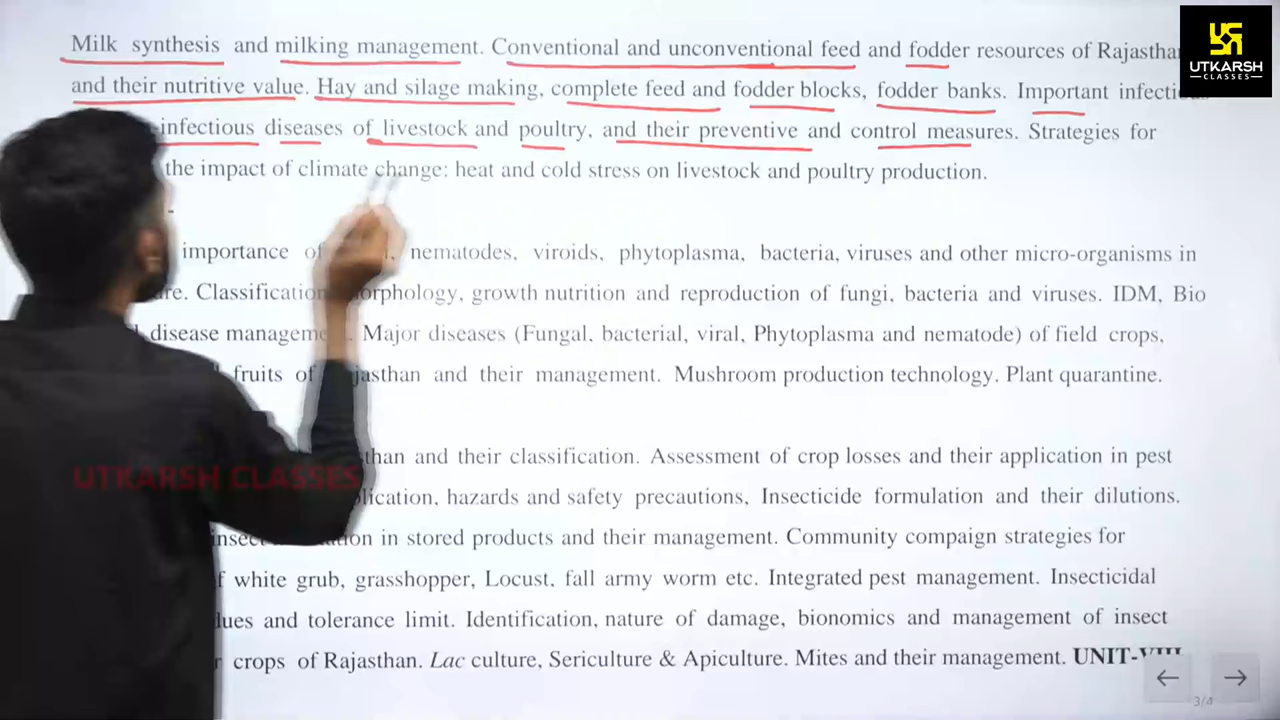 Milk synthesis and milking management. Conventional and unconventional feed and fodder resources of Rajasthan
and their nutritive value. Hay and silage making, complete feed and fodder blocks, fodder banks. Important
infectious diseases of livestock and poultry, and their preventive and control measures. Strategies for
the impact of climate change: heat and cold stress on livestock and poultry production.
importance nematodes, viroids, phytoplasma, bacteria, viruses and other micro-organisms in
Classification morphology, growth nutrition and reproduction of fungi, bacteria and viruses. IDM, Bio
disease management. Major diseases (Fungal, bacterial, viral, Phytoplasma and nematode) of field crops,
fruits of Rajasthan and their management. Mushroom production technology. Plant quarantine.
and their classification. Assessment of crop losses and their application in pest
hazards and safety precautions, Insecticide formulation and their dilutions.
in stored products and their management. Community compaign strategies for
white grub, grasshopper, Locust, fall army worm etc. Integrated pest management. Insecticidal
and tolerance limit. Identification, nature of damage, bionomics and management of insect
crops of Rajasthan. Lac culture, Sericulture & Apiculture. Mites and their management. UNIT-VIII
UTKARSH
CLASSES
UTKARSH CLASSES
3/4